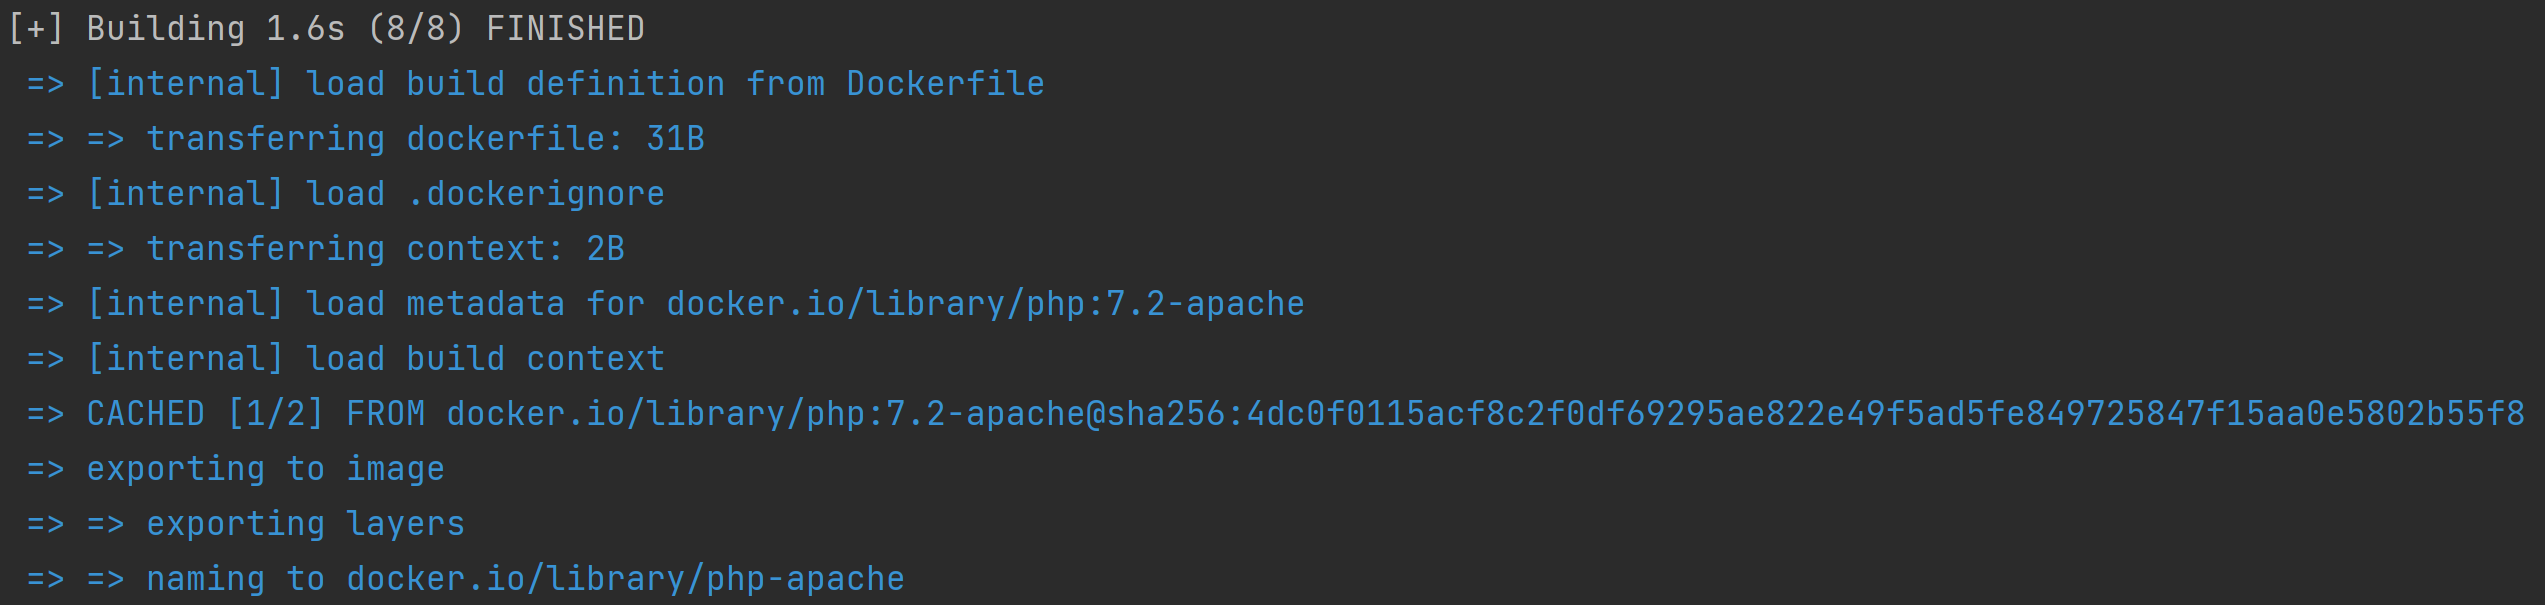 [+] Building 1.6s (8/8) FINISHED
=> [internal] load build definition from Dockerfile
=> => transferring dockerfile: 31B
=> [internal] load .dockerignore
=> => transferring context: 2B
=> [internal] load metadata for docker.io/library/php:7.2-apache
=> [internal] load build context
=> CACHED [1/2] FROM docker.io/library/php:7.2-apache@sha256:4dc0f0115acf8c2f0df69295ae822e49f5ad5fe849725847f15aa0e5802b55f8
=> exporting to image
=> => exporting layers
=> => naming to docker.io/library/php-apache